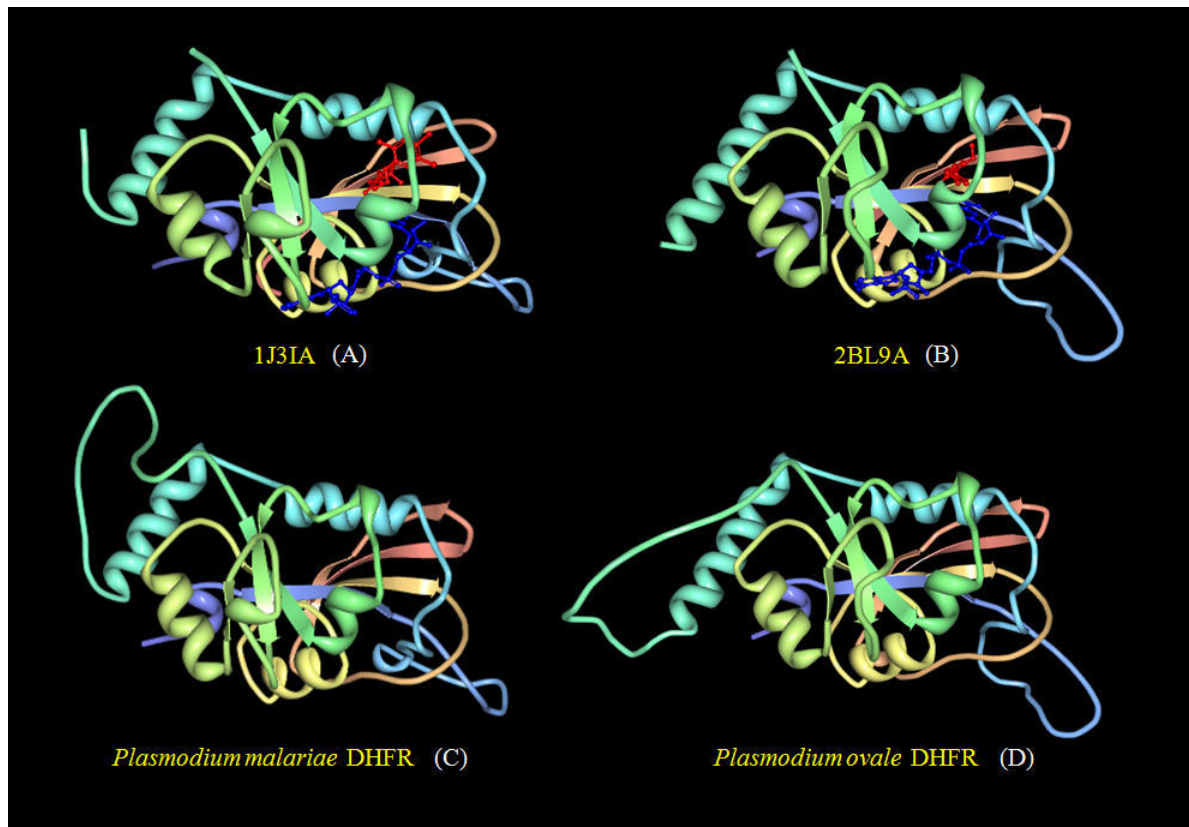 1J3IA (A)
2BL9A (B)
Plasmodium malariae DHFR (C)
Plasmodium ovale DHFR (D)